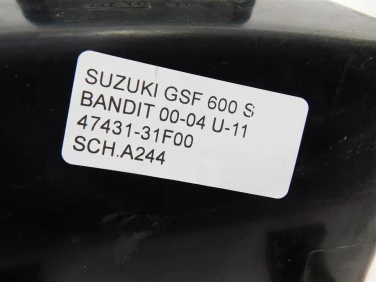 SUZUKI GSF 600 S
BANDIT 00-04 U-11
47431-31F00
SCH.A244